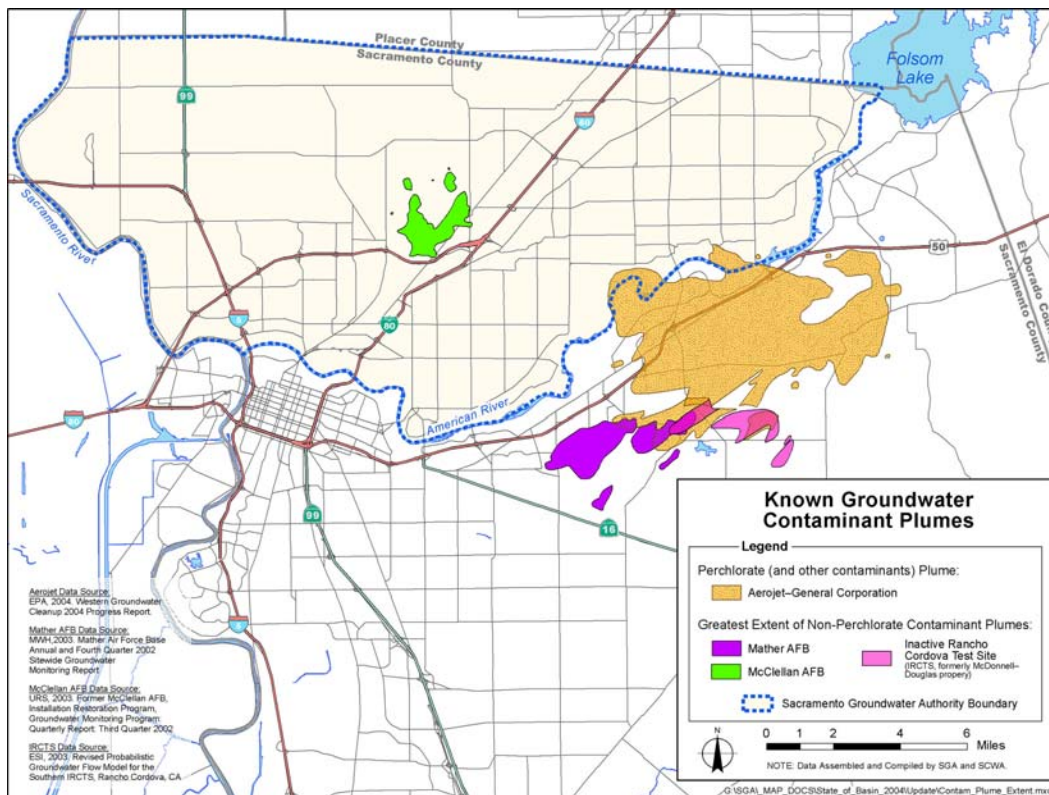 Placer County
Sacramento County
Folsom
Lake
99
80
Sacramento River
50
El Dorado County
Sacramento County
5
80
American River
80
99
16
5
Known Groundwater
Contaminant Plumes
Legend
Perchlorate (and other contaminants) Plume:
Aerojet–General Corporation
Greatest Extent of Non-Perchlorate Contaminant Plumes:
Mather AFB
McClellan AFB
Inactive Rancho
Cordova Test Site
(IRCTS, formerly McDonnell–
Douglas propery)
Sacramento Groundwater Authority Boundary
N
0 1 2 4 6
Miles
NOTE: Data Assembled and Compiled by SGA and SCWA.
Aerojet Data Source:
EPA, 2004. Western Groundwater
Cleanup 2004 Progress Report.
Mather AFB Data Source:
MWH,2003. Mather Air Force Base
Annual and Fourth Quarter 2002
Sitewide Groundwater
Monitoring Report
McClellan AFB Data Source:
URS, 2003. Former McClellan AFB,
Installation Restoration Program,
Groundwater Monitoring Program:
Quarterly Report: Third Quarter 2002
IRCTS Data Source:
ESI, 2003. Revised Probabilistic
Groundwater Flow Model for the
Southern IRCTS, Rancho Cordova, CA
G:\SGA\_MAP_DOCS\State_of_Basin_2004\Update\Contam_Plume_Extent.mxd